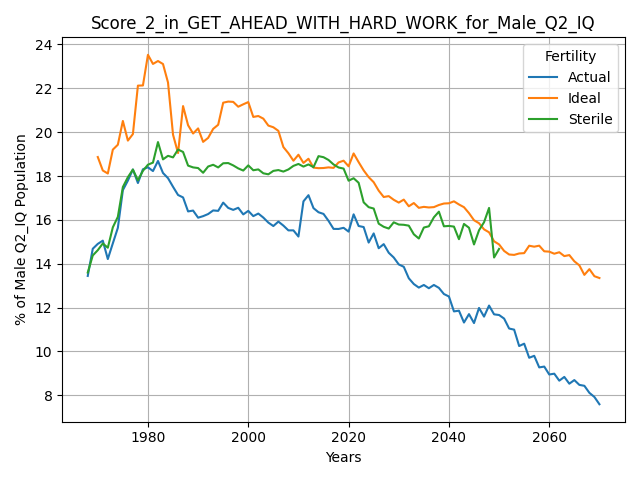 Score_2_in_GET_AHEAD_WITH_HARD_WORK_for_Male_Q2_IQ
Fertility
Actual
Ideal
Sterile
% of Male Q2_IQ Population
24
22
20
18
16
14
12
10
8
1980 2000 2020 2040 2060
Years